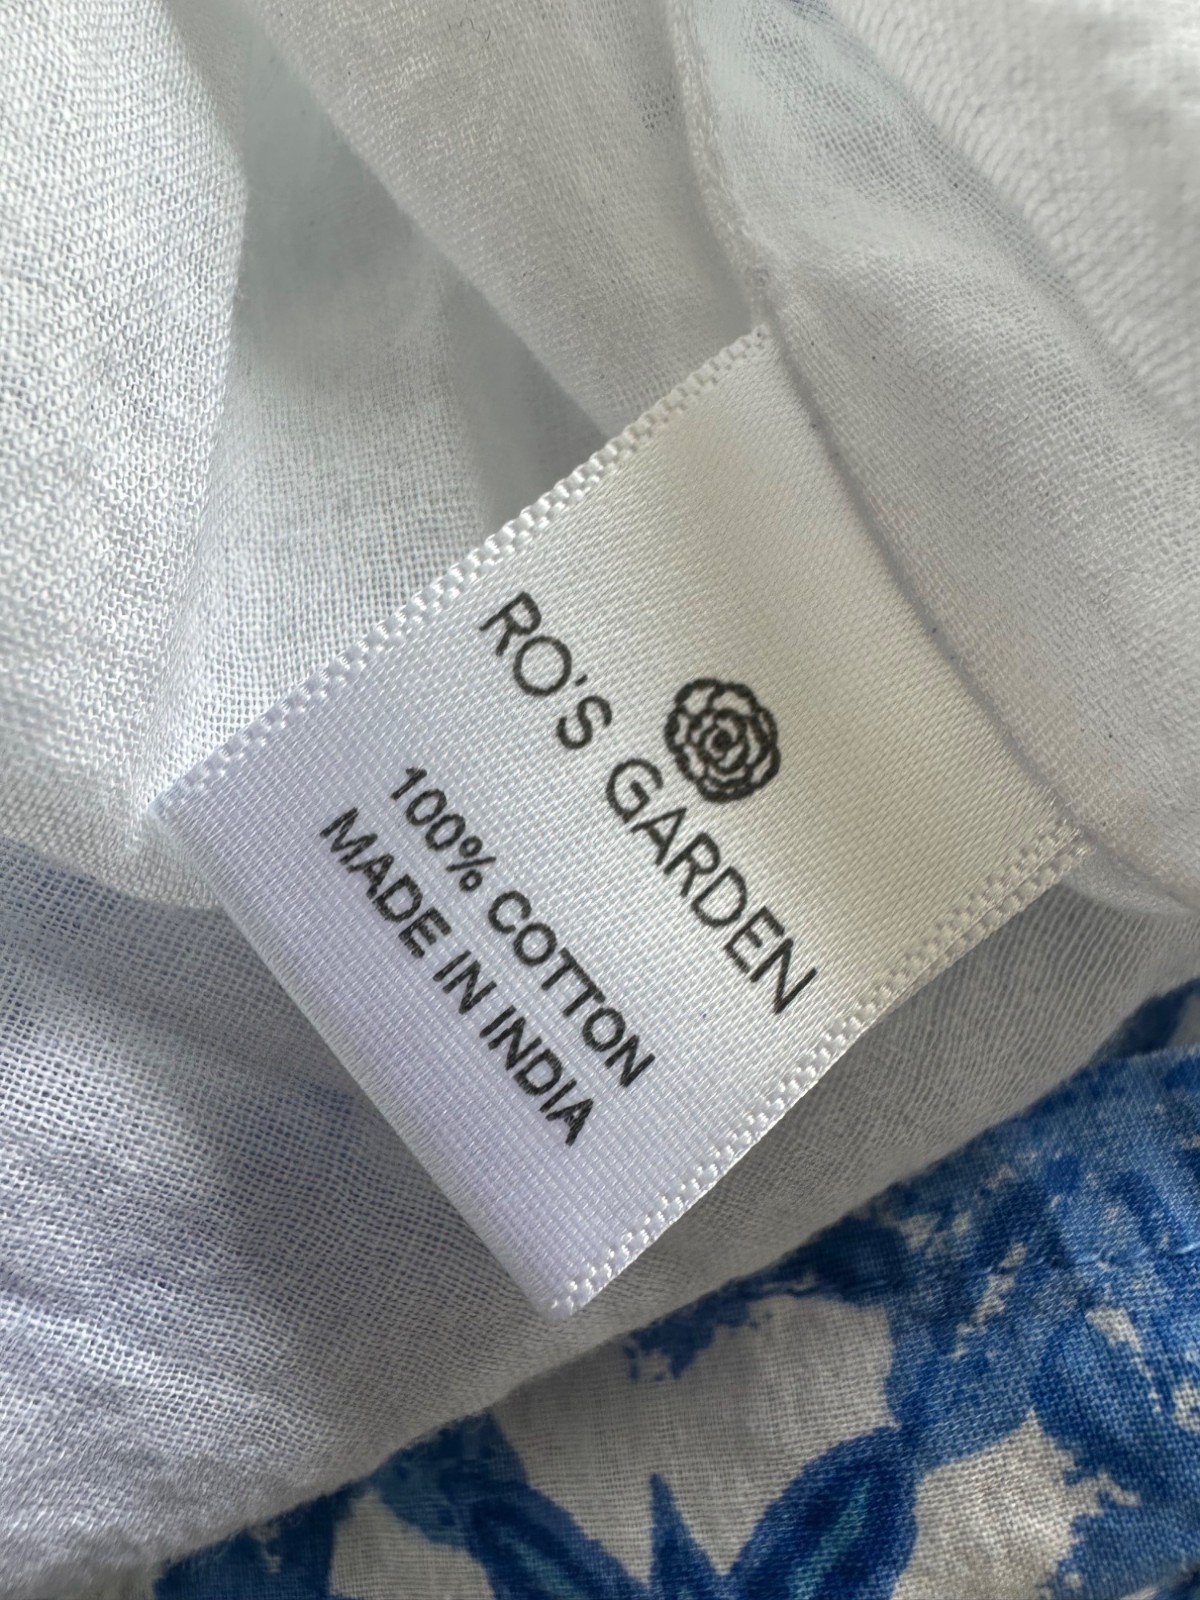 RO'S GARDEN
100% COTTON
MADE IN INDIA